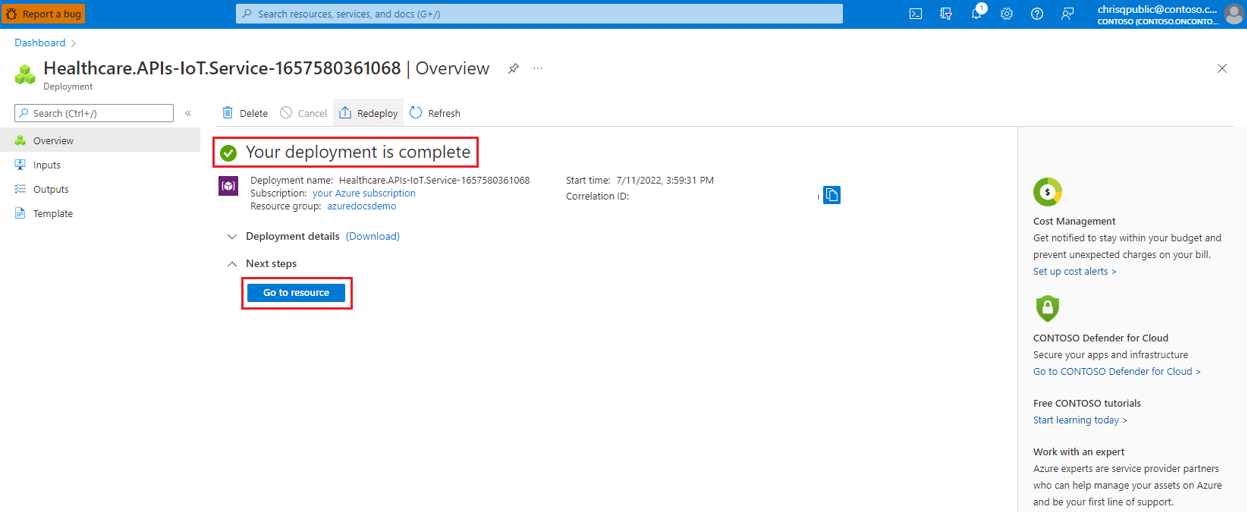 Report a bug
Search resources, services, and docs (G+/)
1
chrisqpublic@contoso.c...
CONTOSO (CONTOSO.ONCONTO...
Dashboard >
Healthcare.APIs-IoT.Service-1657580361068 | Overview
Deployment
Search (Ctrl+/)
Overview
Inputs
Outputs
Template
Delete
Cancel
Redeploy
Refresh
Your deployment is complete
Deployment name: Healthcare.APIs-IoT.Service-1657580361068
Subscription: your Azure subscription
Resource group: azuredocsdemo
Start time: 7/11/2022, 3:59:31 PM
Correlation ID:
Deployment details (Download)
Next steps
Go to resource
Cost Management
Get notified to stay within your budget and
prevent unexpected charges on your bill.
Set up cost alerts >
CONTOSO Defender for Cloud
Secure your apps and infrastructure
Go to CONTOSO Defender for Cloud >
Free CONTOSO tutorials
Start learning today >
Work with an expert
Azure experts are service provider partners
who can help manage your assets on Azure
and be your first line of support.